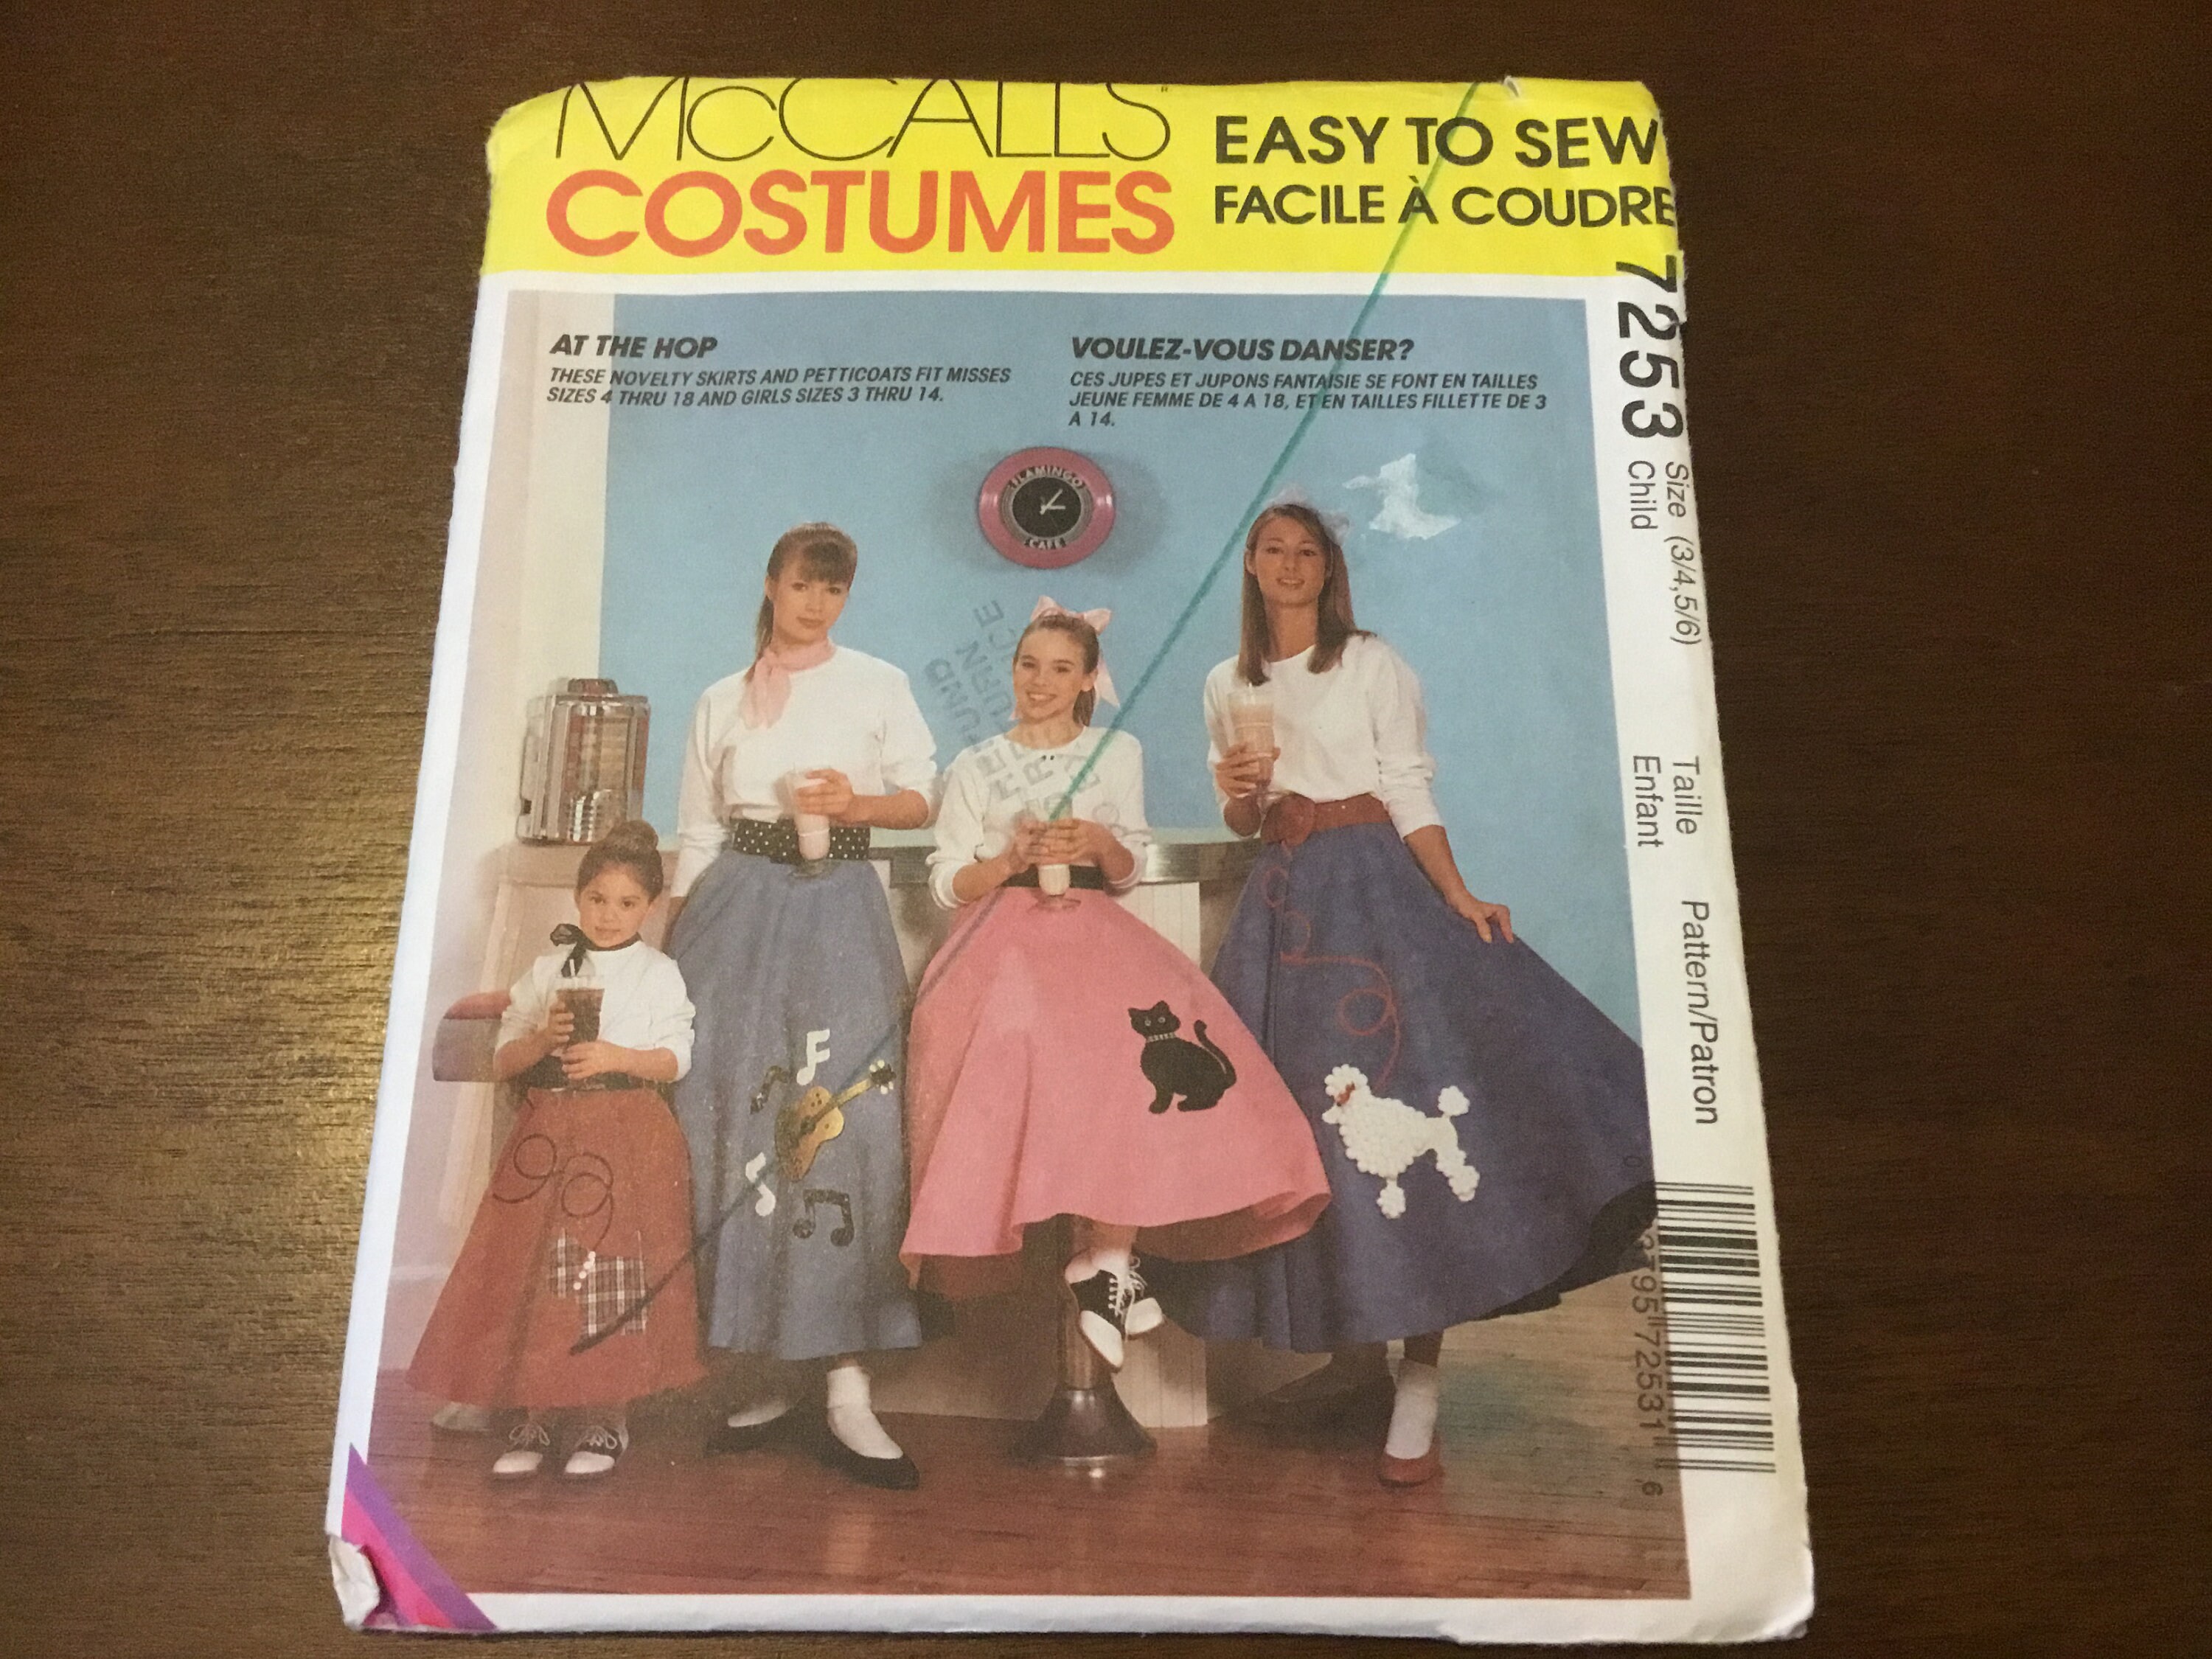 McCALL'S
COSTUMES
EASY TO SEW
FACILE À COUDRE
AT THE HOP
THESE NOVELTY SKIRTS AND PETTICOATS FIT MISSES
SIZES 4 THRU 18 AND GIRLS SIZES 3 THRU 14.
VOULEZ-VOUS DANSER?
CES JUPES ET JUPONS FANTAISIE SE FONT EN TAILLES
JEUNE FEMME DE 4 A 18, ET EN TAILLES FILLETTE DE 3
A 14.
FLAMINGO
CAFE
7253
Size (3/4,5/6)
Child
Taille
Enfant
Pattern/Patron